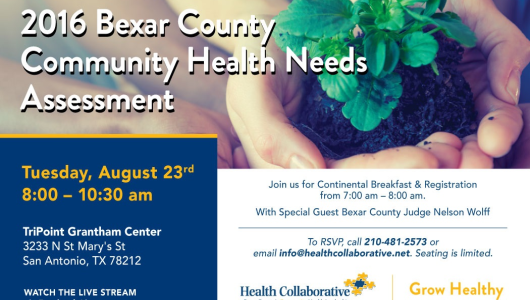 2016 Bexar County
Community Health Needs
Assessment
Tuesday, August 23rd
8:00 – 10:30 am
TriPoint Grantham Center
3233 N St Mary's St
San Antonio, TX 78212
WATCH THE LIVE STREAM
Join us for Continental Breakfast & Registration
from 7:00 am – 8:00 am.
With Special Guest Bexar County Judge Nelson Wolff
To RSVP, call 210-481-2573 or
email info@healthcollaborative.net. Seating is limited.
Health Collaborative
Grow Healthy